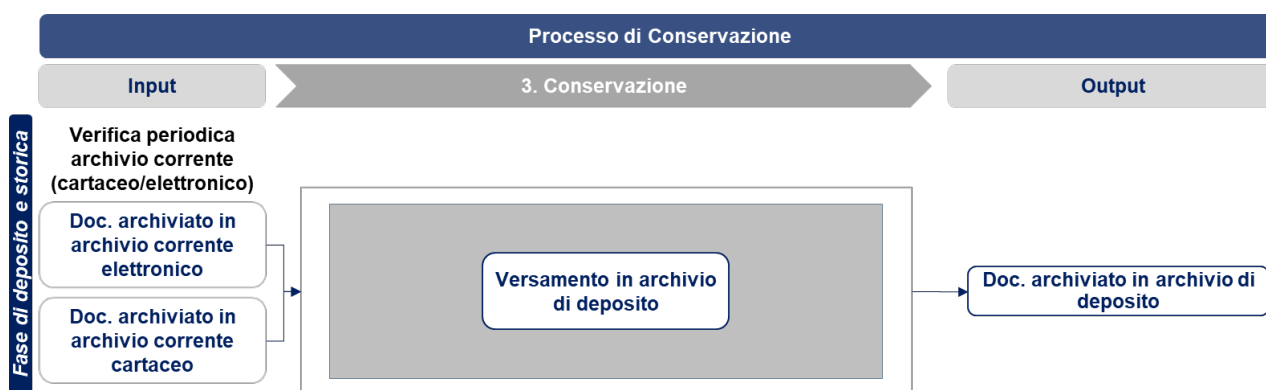 Processo di Conservazione
Input
3. Conservazione
Output
Fase di deposito e storica
Verifica periodica
archivio corrente
(cartaceo/elettronico)
Doc. archiviato in
archivio corrente
elettronico
Doc. archiviato in
archivio corrente
cartaceo
Versamento in archivio
di deposito
Doc. archiviato in archivio di
deposito